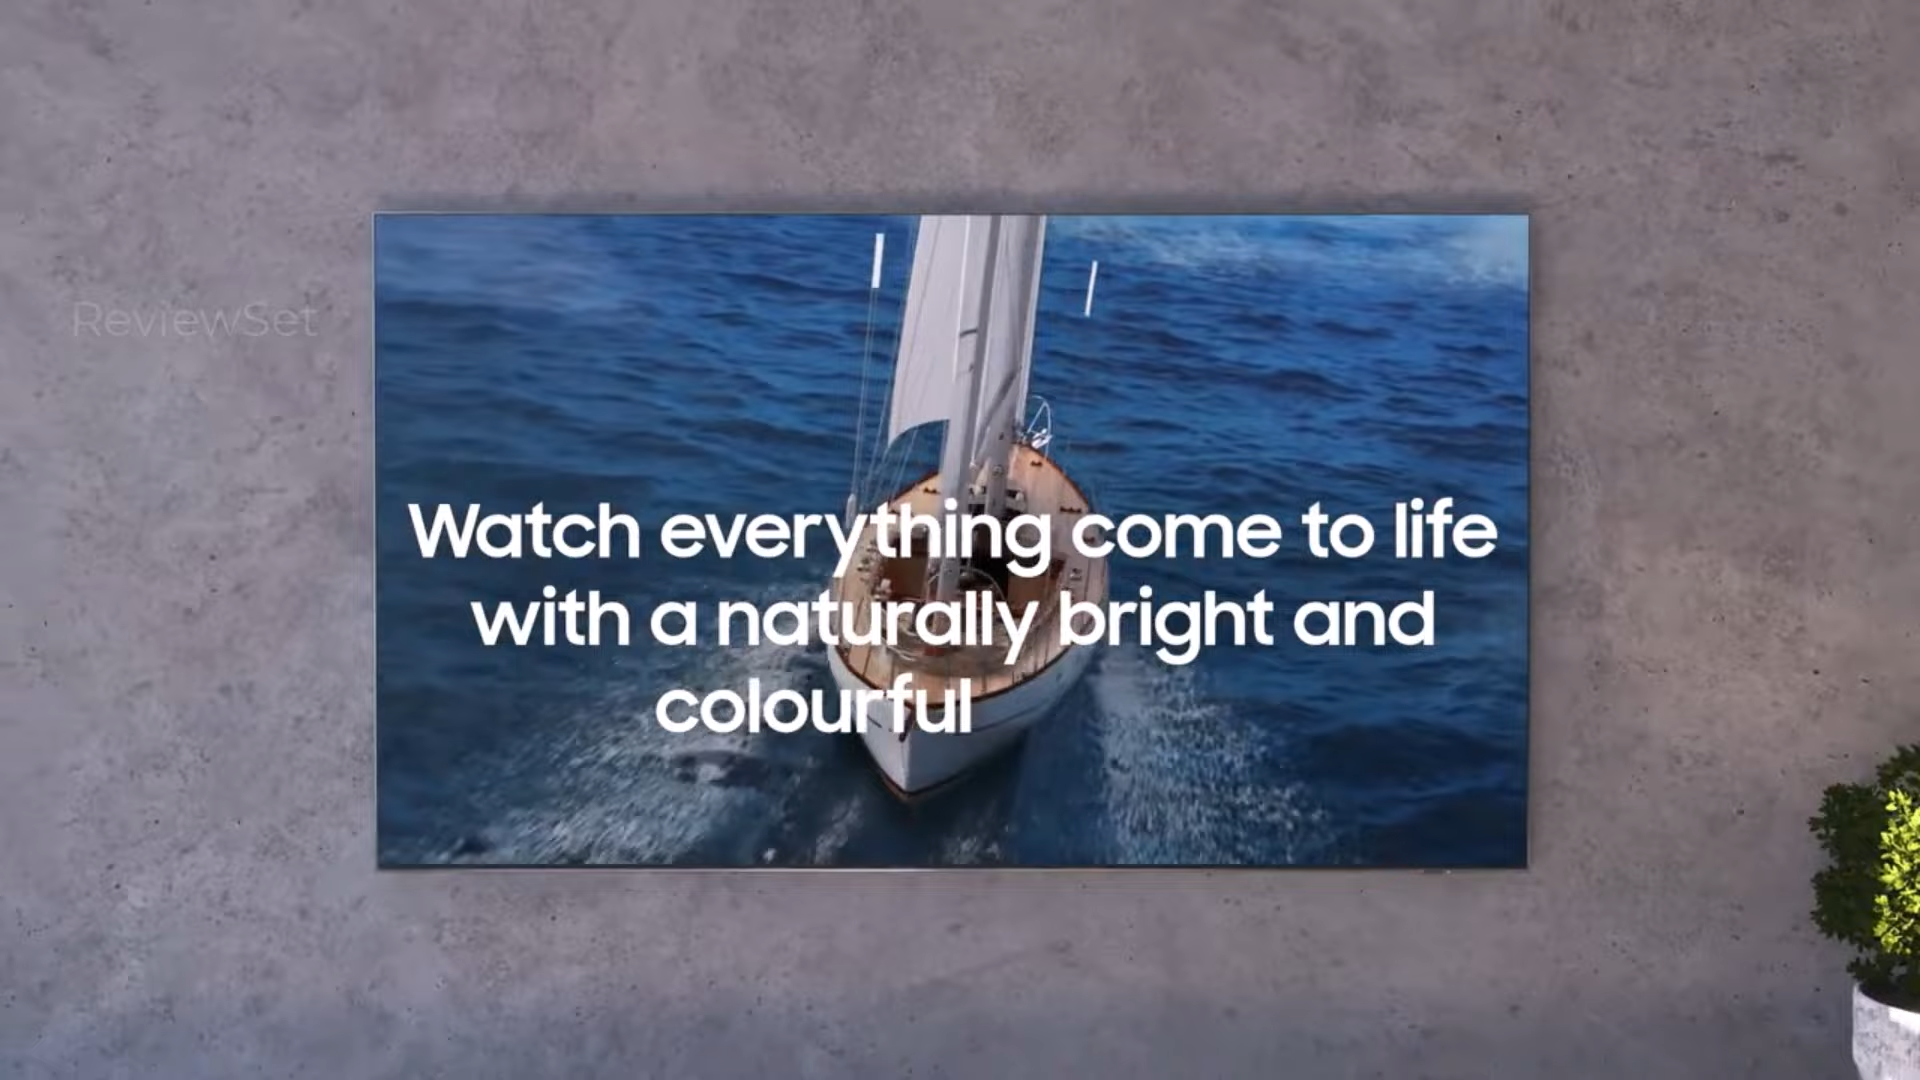 ReviewSet
Watch everything come to life
with a naturally bright and
colourful